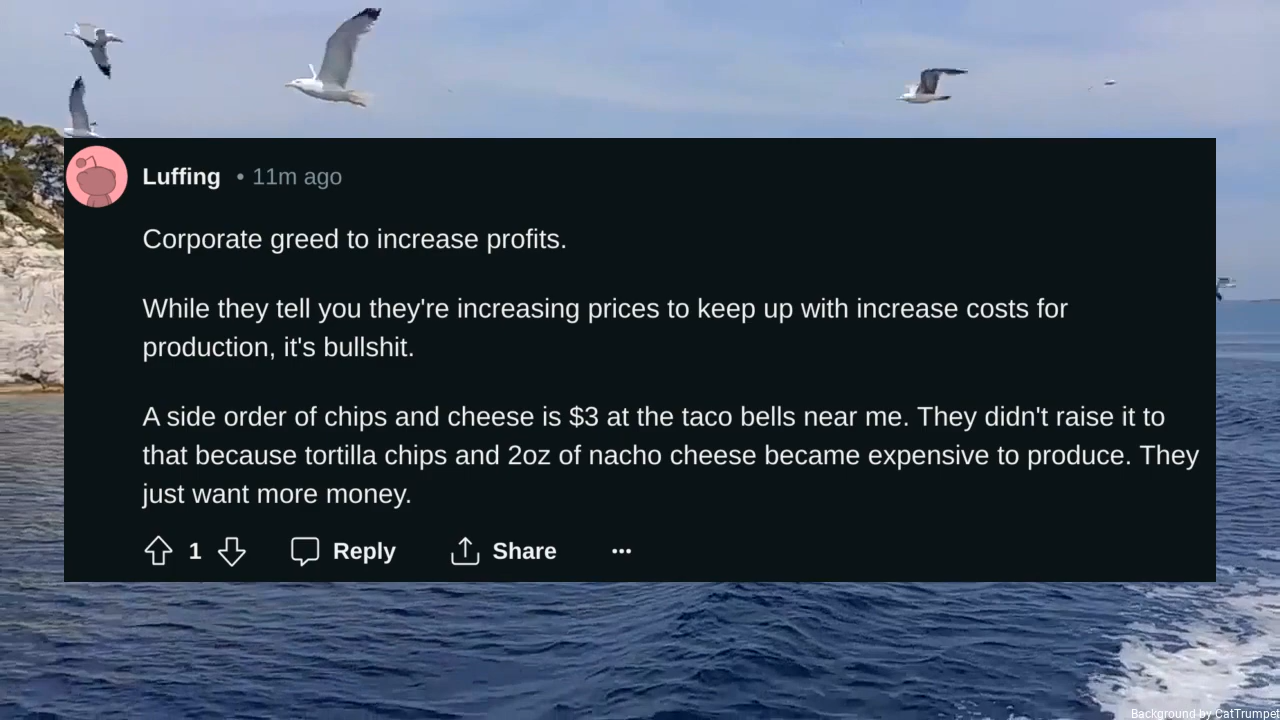 Luffing • 11m ago
Corporate greed to increase profits.
While they tell you they're increasing prices to keep up with increase costs for
production, it's bullshit.
A side order of chips and cheese is $3 at the taco bells near me. They didn't raise it to
that because tortilla chips and 2oz of nacho cheese became expensive to produce. They
just want more money.
1 Reply Share ...
Background by CatTrumpet